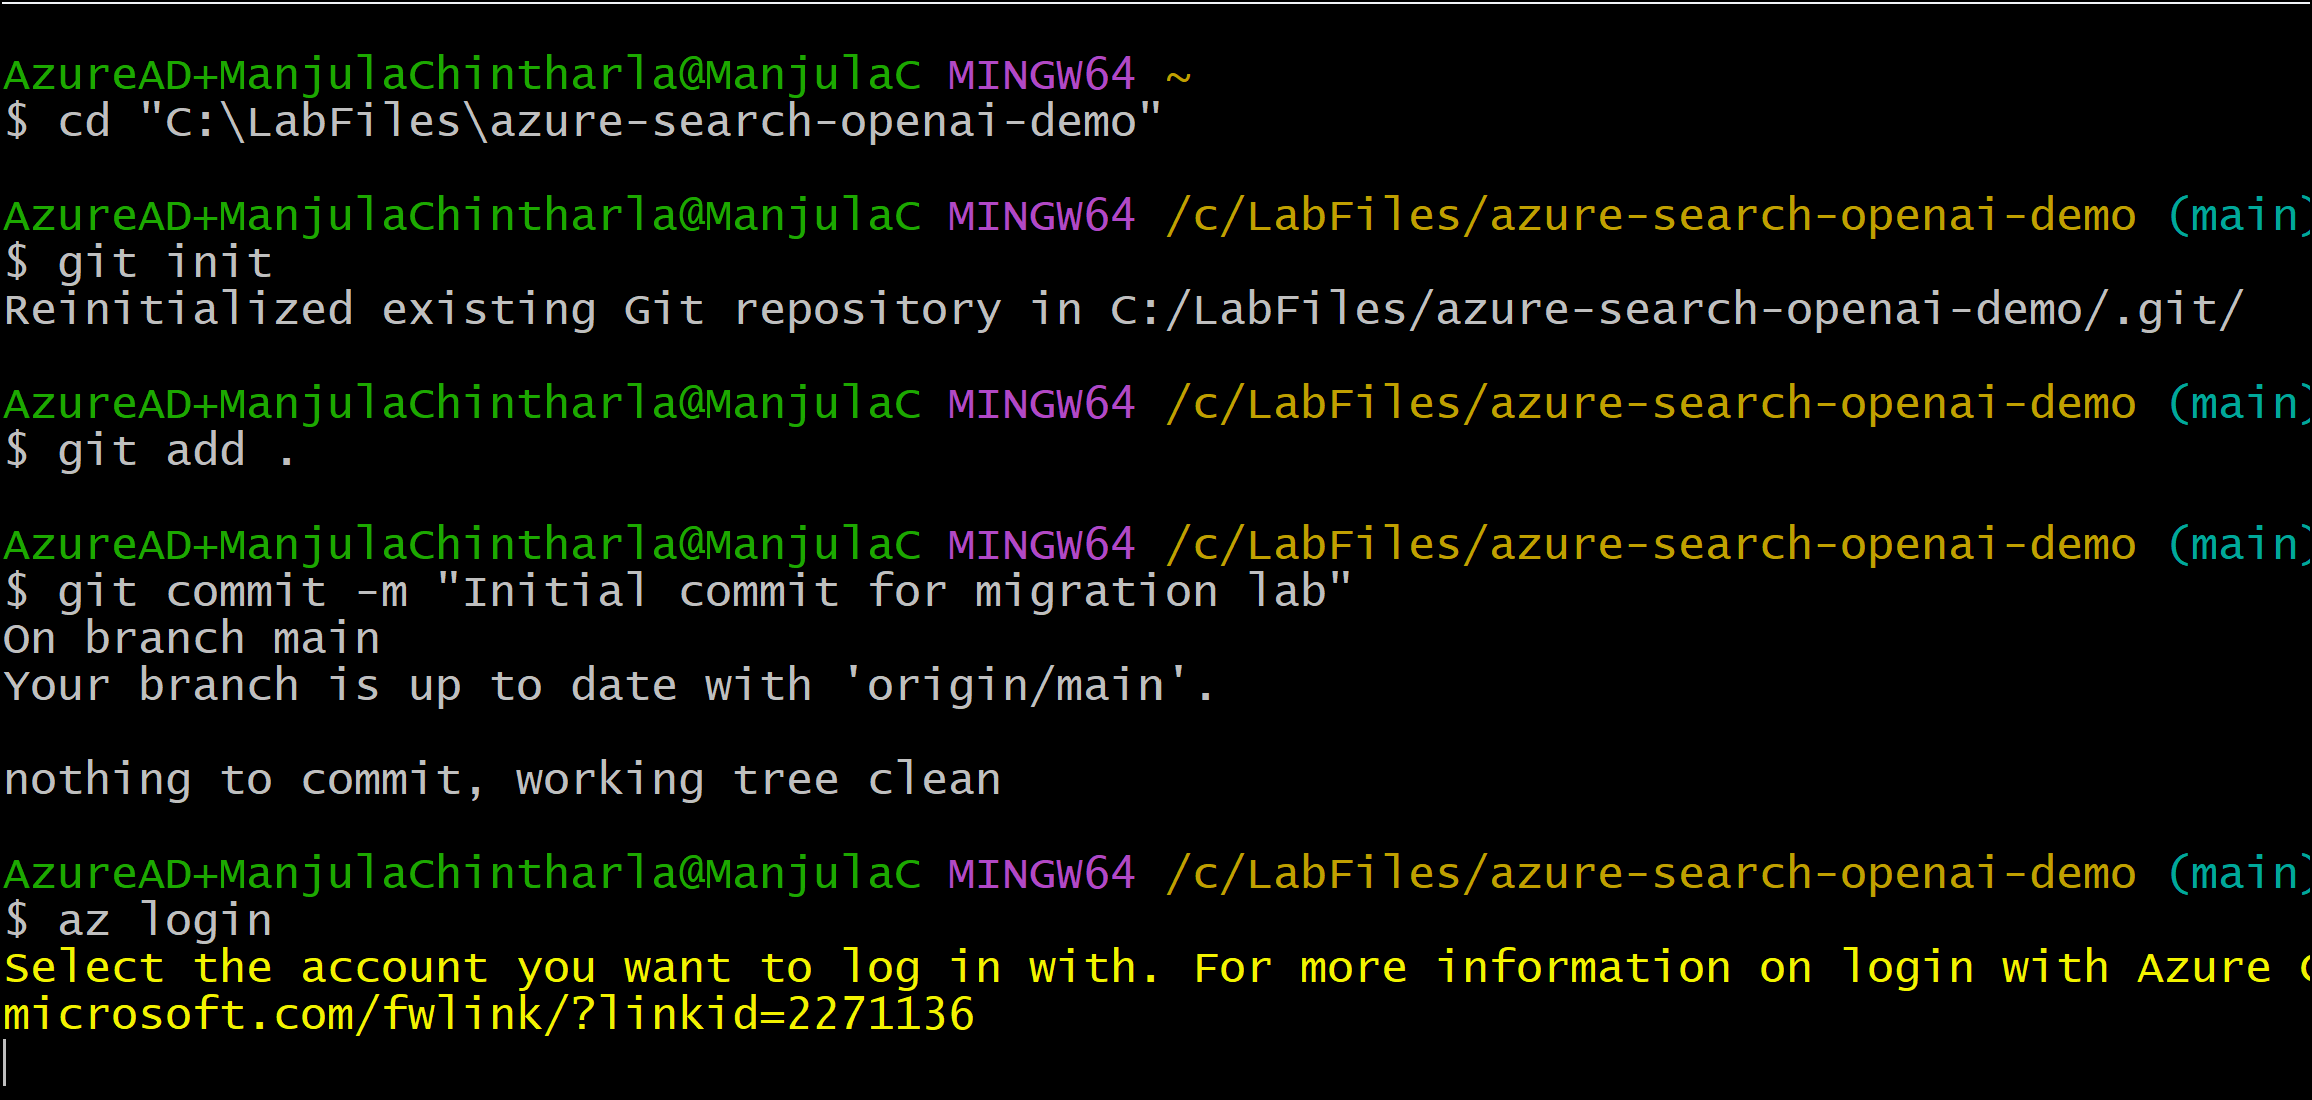 AzureAD+ManjulaChintharla@ManjulaC MINGW64 ~
$ cd "C:\LabFiles\azure-search-openai-demo"
AzureAD+ManjulaChintharla@ManjulaC MINGW64 /c/LabFiles/azure-search-openai-demo (main)
$ git init
Reinitialized existing Git repository in C:/LabFiles/azure-search-openai-demo/.git/
AzureAD+ManjulaChintharla@ManjulaC MINGW64 /c/LabFiles/azure-search-openai-demo (main)
$ git add .
AzureAD+ManjulaChintharla@ManjulaC MINGW64 /c/LabFiles/azure-search-openai-demo (main)
$ git commit -m "Initial commit for migration lab"
On branch main
Your branch is up to date with 'origin/main'.
nothing to commit, working tree clean
AzureAD+ManjulaChintharla@ManjulaC MINGW64 /c/LabFiles/azure-search-openai-demo (main)
$ az login
Select the account you want to log in with. For more information on login with Azure
microsoft.com/fwlink/?linkid=2271136